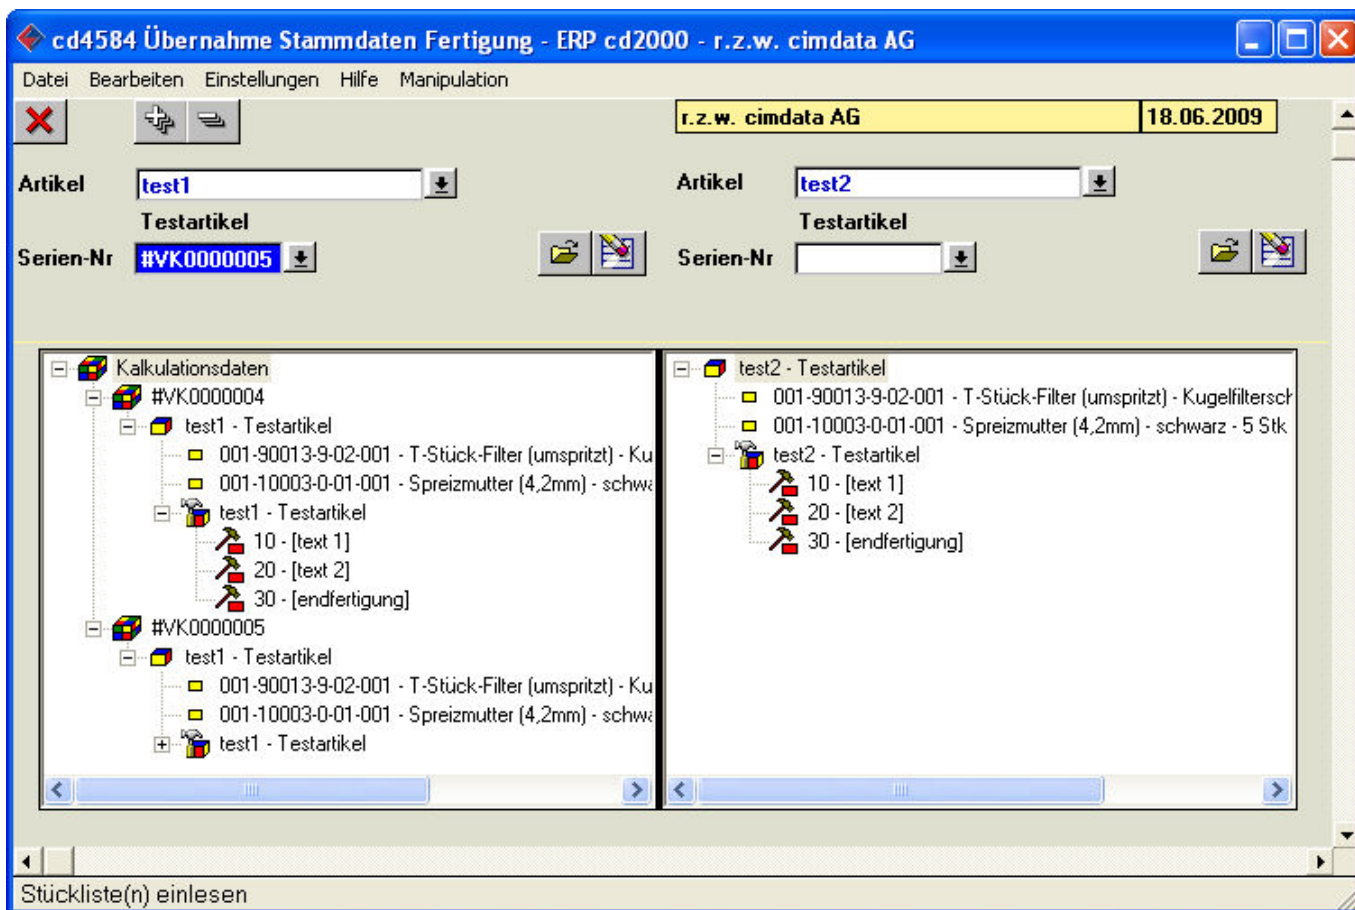 cd4584 Übernahme Stammdaten Fertigung - ERP cd2000 - r.z.w. cimdata AG
Datei Bearbeiten Einstellungen Hilfe Manipulation
r.z.w. cimdata AG 18.06.2009
Artikel test1
Testartikel
Serien-Nr #VK0000005
Artikel test2
Testartikel
Serien-Nr
Kalkulationsdaten
#VK0000004
test1 - Testartikel
001-90013-9-02-001 - T-Stück-Filter (umspritzt) - Ku
001-10003-0-01-001 - Spreizmutter (4,2mm) - schwa
test1 - Testartikel
10 - [text 1]
20 - [text 2]
30 - [endfertigung]
#VK0000005
test1 - Testartikel
001-90013-9-02-001 - T-Stück-Filter (umspritzt) - Ku
001-10003-0-01-001 - Spreizmutter (4,2mm) - schwa
test1 - Testartikel
test2 - Testartikel
001-90013-9-02-001 - T-Stück-Filter (umspritzt) - Kugelfiltersch
001-10003-0-01-001 - Spreizmutter (4,2mm) - schwarz - 5 Stk
test2 - Testartikel
10 - [text 1]
20 - [text 2]
30 - [endfertigung]
Stückliste(n) einlesen